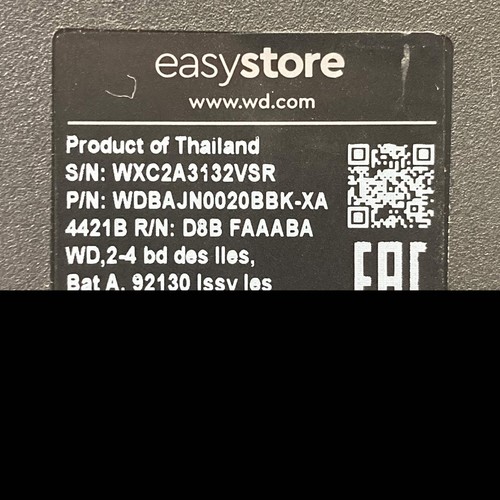 easystore
www.wd.com
Product of Thailand
S/N: WXC2A3132VSR
P/N: WDBAJN0020BBK-XA
4421B R/N: D8B FAAABA
WD,2-4 bd des Iles,
Bat A, 92130 Issy les
EAC